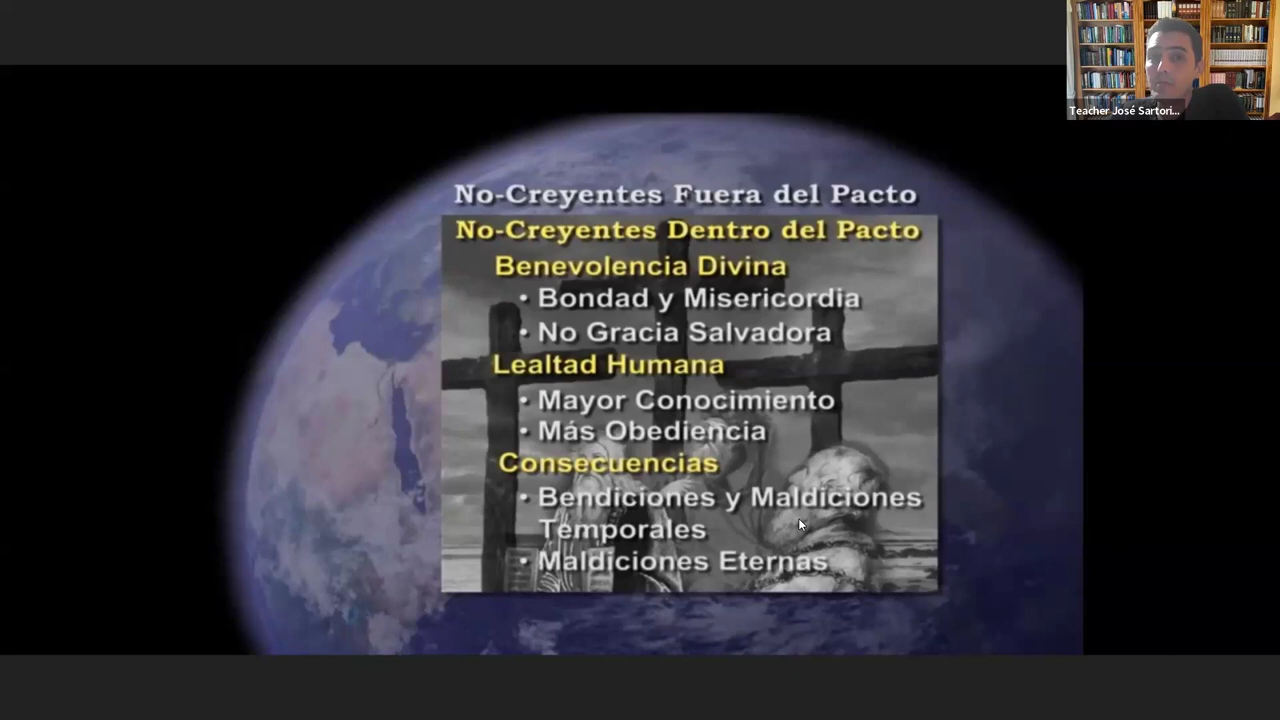 Teacher José Sartori...
No-Creyentes Fuera del Pacto
No-Creyentes Dentro del Pacto
Benevolencia Divina
• Bondad y Misericordia
• No Gracia Salvadora
Lealtad Humana
• Mayor Conocimiento
• Más Obediencia
Consecuencias
• Bendiciones y Maldiciones
Temporales
• Maldiciones Eternas